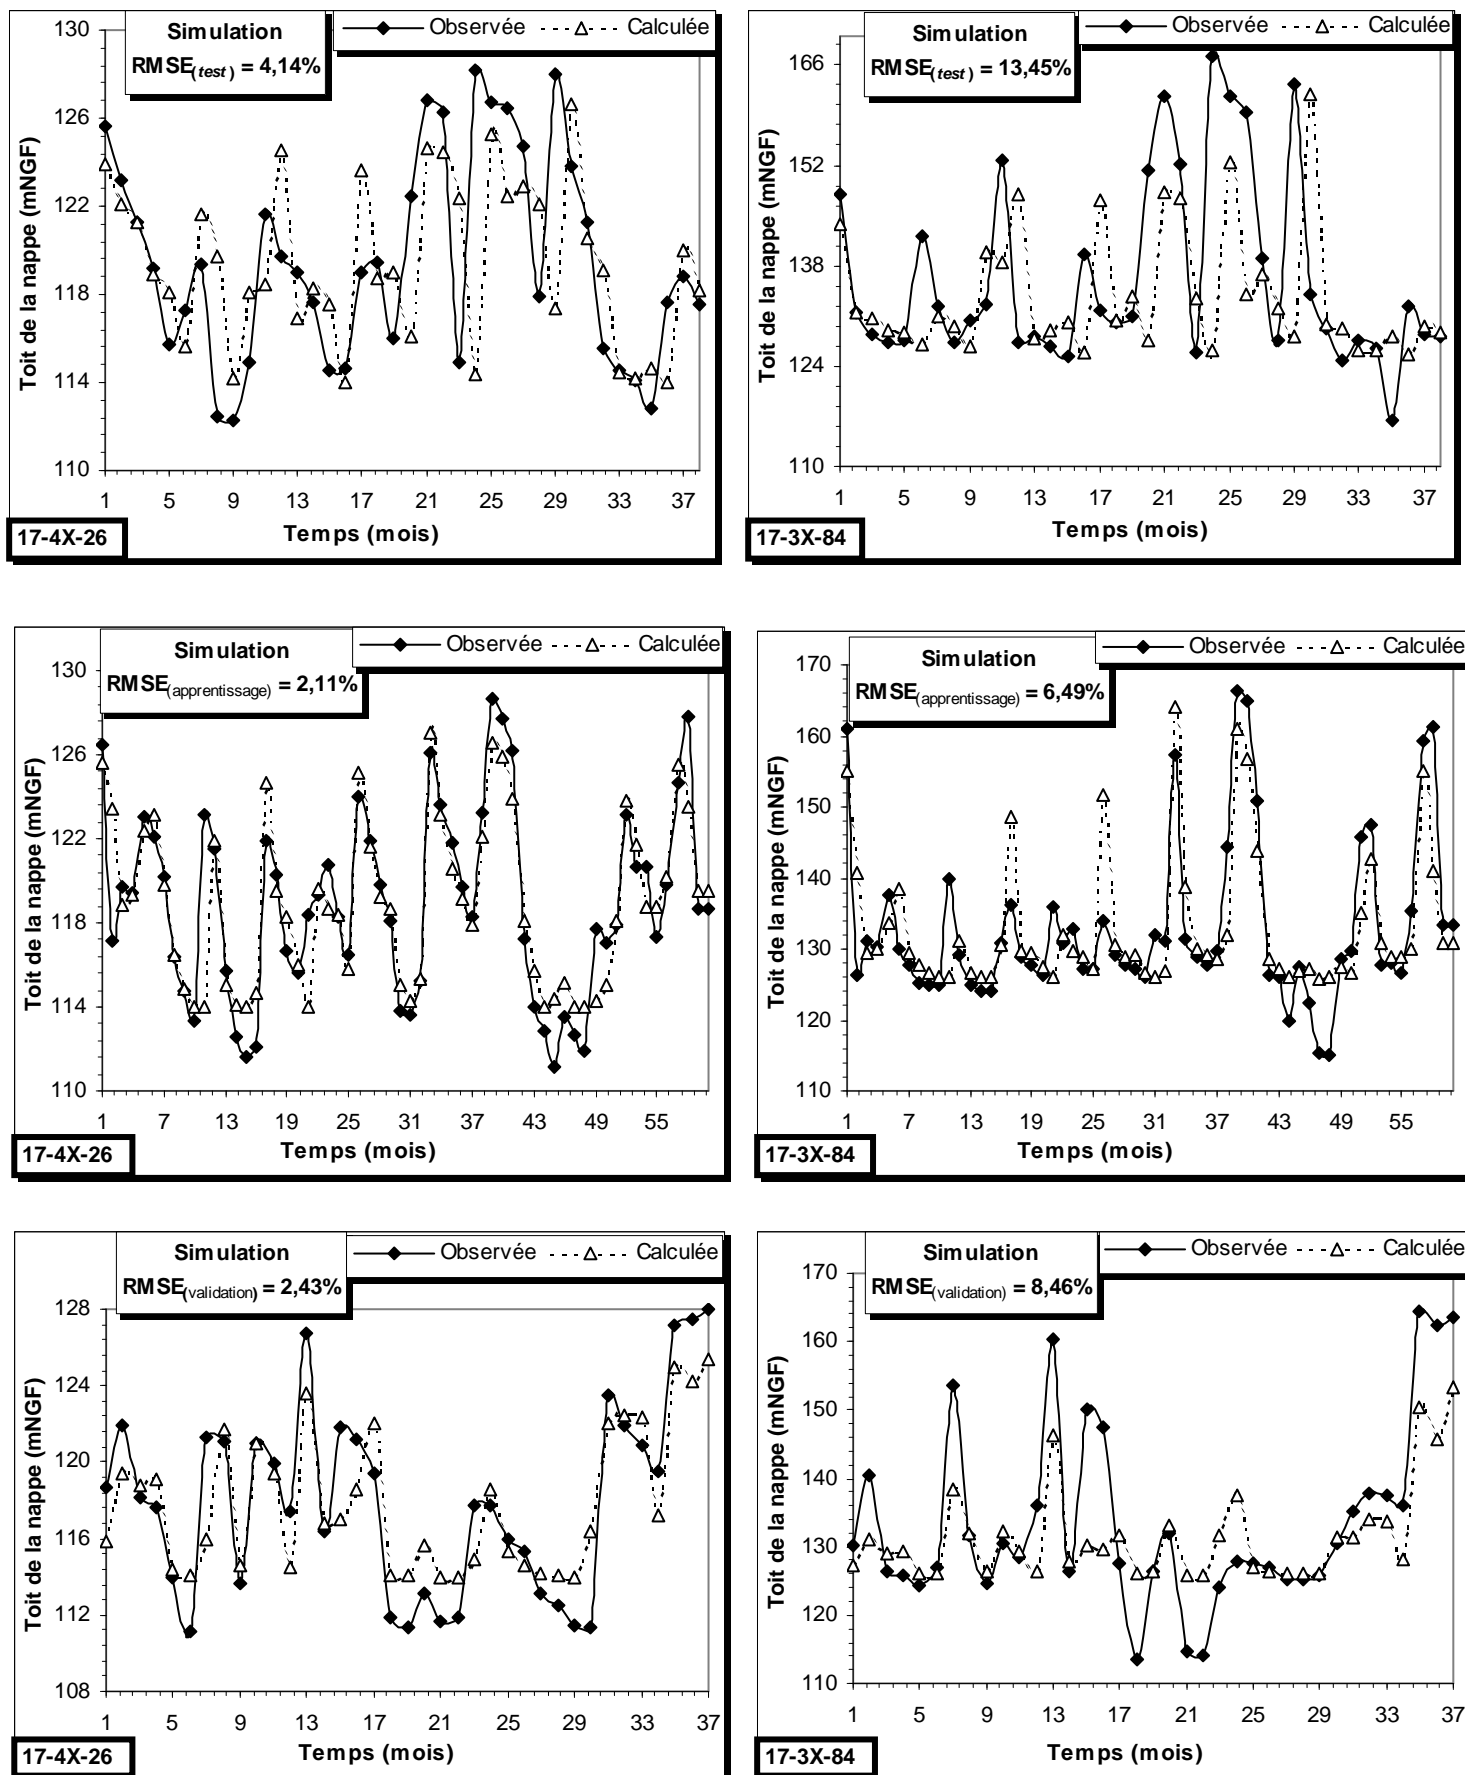 Simulation
RMSE(test) = 4,14%
Observée
Calculée
Toit de la nappe (mNGF)
130
126
122
118
114
110
1 5 9 13 17 21 25 29 33 37
Temps (mois)
17-4X-26
Simulation
RMSE(test) = 13,45%
Observée
Calculée
Toit de la nappe (mNGF)
166
152
138
124
110
1 5 9 13 17 21 25 29 33 37
Temps (mois)
17-3X-84
Simulation
RMSE(apprentissage) = 2,11%
Observée
Calculée
Toit de la nappe (mNGF)
130
126
122
118
114
110
1 7 13 19 25 31 37 43 49 55
Temps (mois)
17-4X-26
Simulation
RMSE(apprentissage) = 6,49%
Observée
Calculée
Toit de la nappe (mNGF)
170
160
150
140
130
120
110
1 7 13 19 25 31 37 43 49 55
Temps (mois)
17-3X-84
Simulation
RMSE(validation) = 2,43%
Observée
Calculée
Toit de la nappe (mNGF)
128
124
120
116
112
108
1 5 9 13 17 21 25 29 33 37
Temps (mois)
17-4X-26
Simulation
RMSE(validation) = 8,46%
Observée
Calculée
Toit de la nappe (mNGF)
170
160
150
140
130
120
110
1 5 9 13 17 21 25 29 33 37
Temps (mois)
17-3X-84